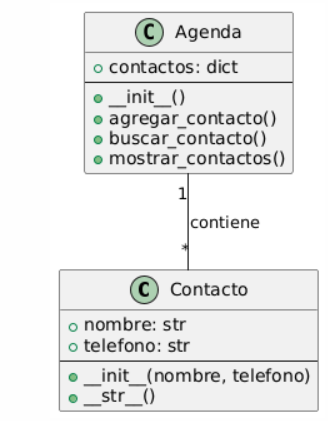 C Agenda
contactos: dict
__init__()
agregar_contacto()
buscar_contacto()
mostrar_contactos()
1
contiene
*
C Contacto
nombre: str
telefono: str
__init__(nombre, telefono)
__str__()